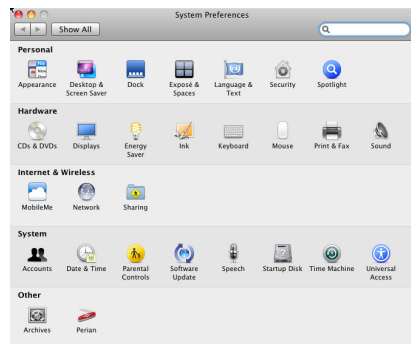 System Preferences
Show All
Personal
Appearance Desktop & Screen Saver Dock Exposé & Spaces Language & Text Security Spotlight
Hardware
CDs & DVDs Displays Energy Saver Ink Keyboard Mouse Print & Fax Sound
Internet & Wireless
MobileMe Network Sharing
System
Accounts Date & Time Parental Controls Software Update Speech Startup Disk Time Machine Universal Access
Other
Archives Perian